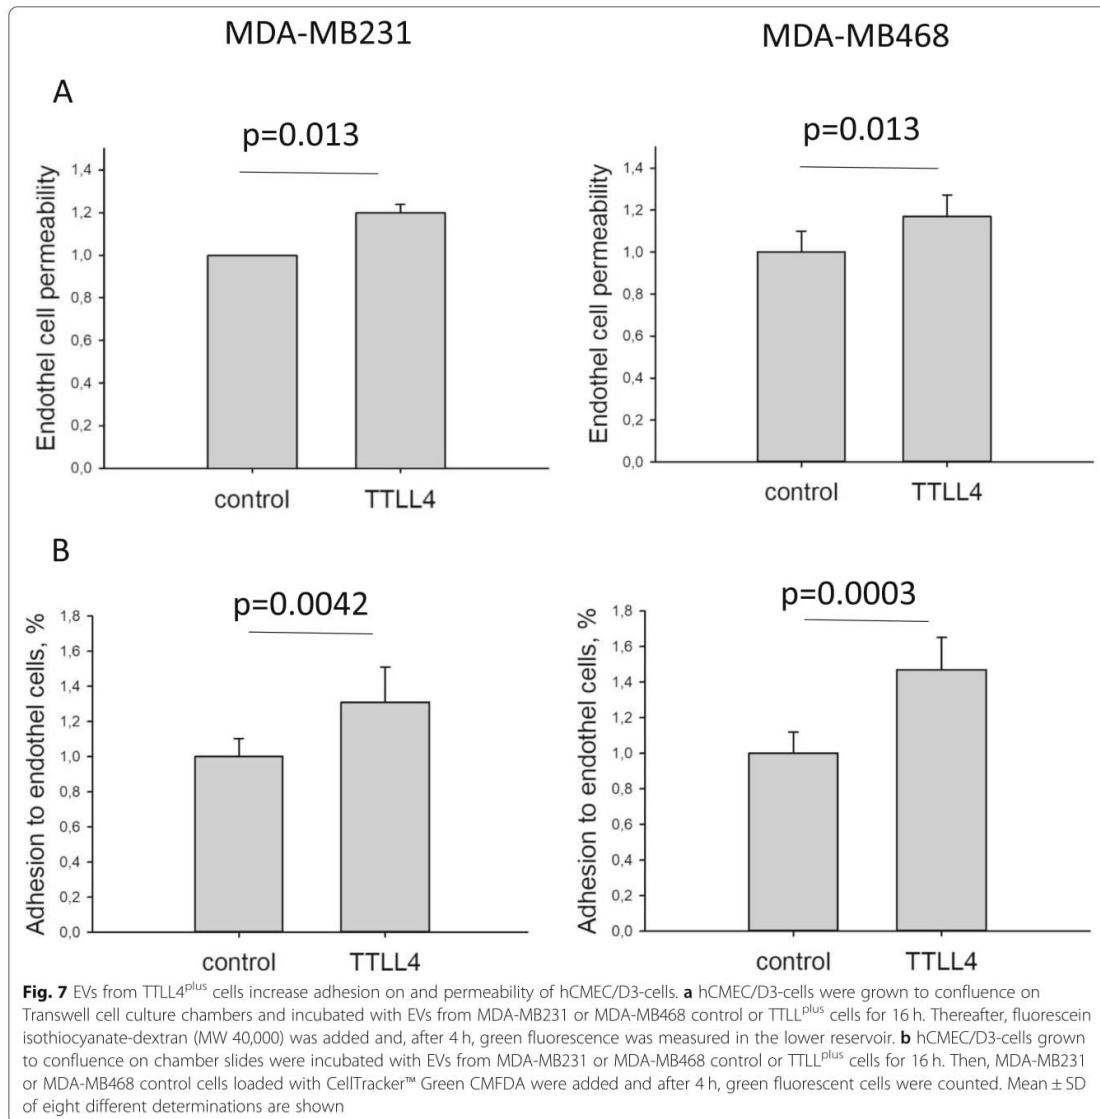 MDA-MB231
MDA-MB468
A
p=0.013
Endothel cell permeability
1,4
1,2
1,0
0,8
0,6
0,4
0,2
0,0
control TTLL4
p=0.013
Endothel cell permeability
1,4
1,2
1,0
0,8
0,6
0,4
0,2
0,0
control TTLL4
B
p=0.0042
Adhesion to endothel cells, %
1,8
1,6
1,4
1,2
1,0
0,8
0,6
0,4
0,2
0,0
control TTLL4
p=0.0003
Adhesion to endothel cells, %
1,8
1,6
1,4
1,2
1,0
0,8
0,6
0,4
0,2
0,0
control TTLL4
Fig. 7 EVs from TTLL4plus cells increase adhesion on and permeability of hCMEC/D3-cells. a hCMEC/D3-cells were grown to confluence on
Transwell cell culture chambers and incubated with EVs from MDA-MB231 or MDA-MB468 control or TTLLplus cells for 16 h. Thereafter, fluorescein
isothiocyanate-dextran (MW 40,000) was added and, after 4 h, green fluorescence was measured in the lower reservoir. b hCMEC/D3-cells grown
to confluence on chamber slides were incubated with EVs from MDA-MB231 or MDA-MB468 control or TTLLplus cells for 16 h. Then, MDA-MB231
or MDA-MB468 control cells loaded with CellTracker™ Green CMFDA were added and after 4 h, green fluorescent cells were counted. Mean ± SD
of eight different determinations are shown